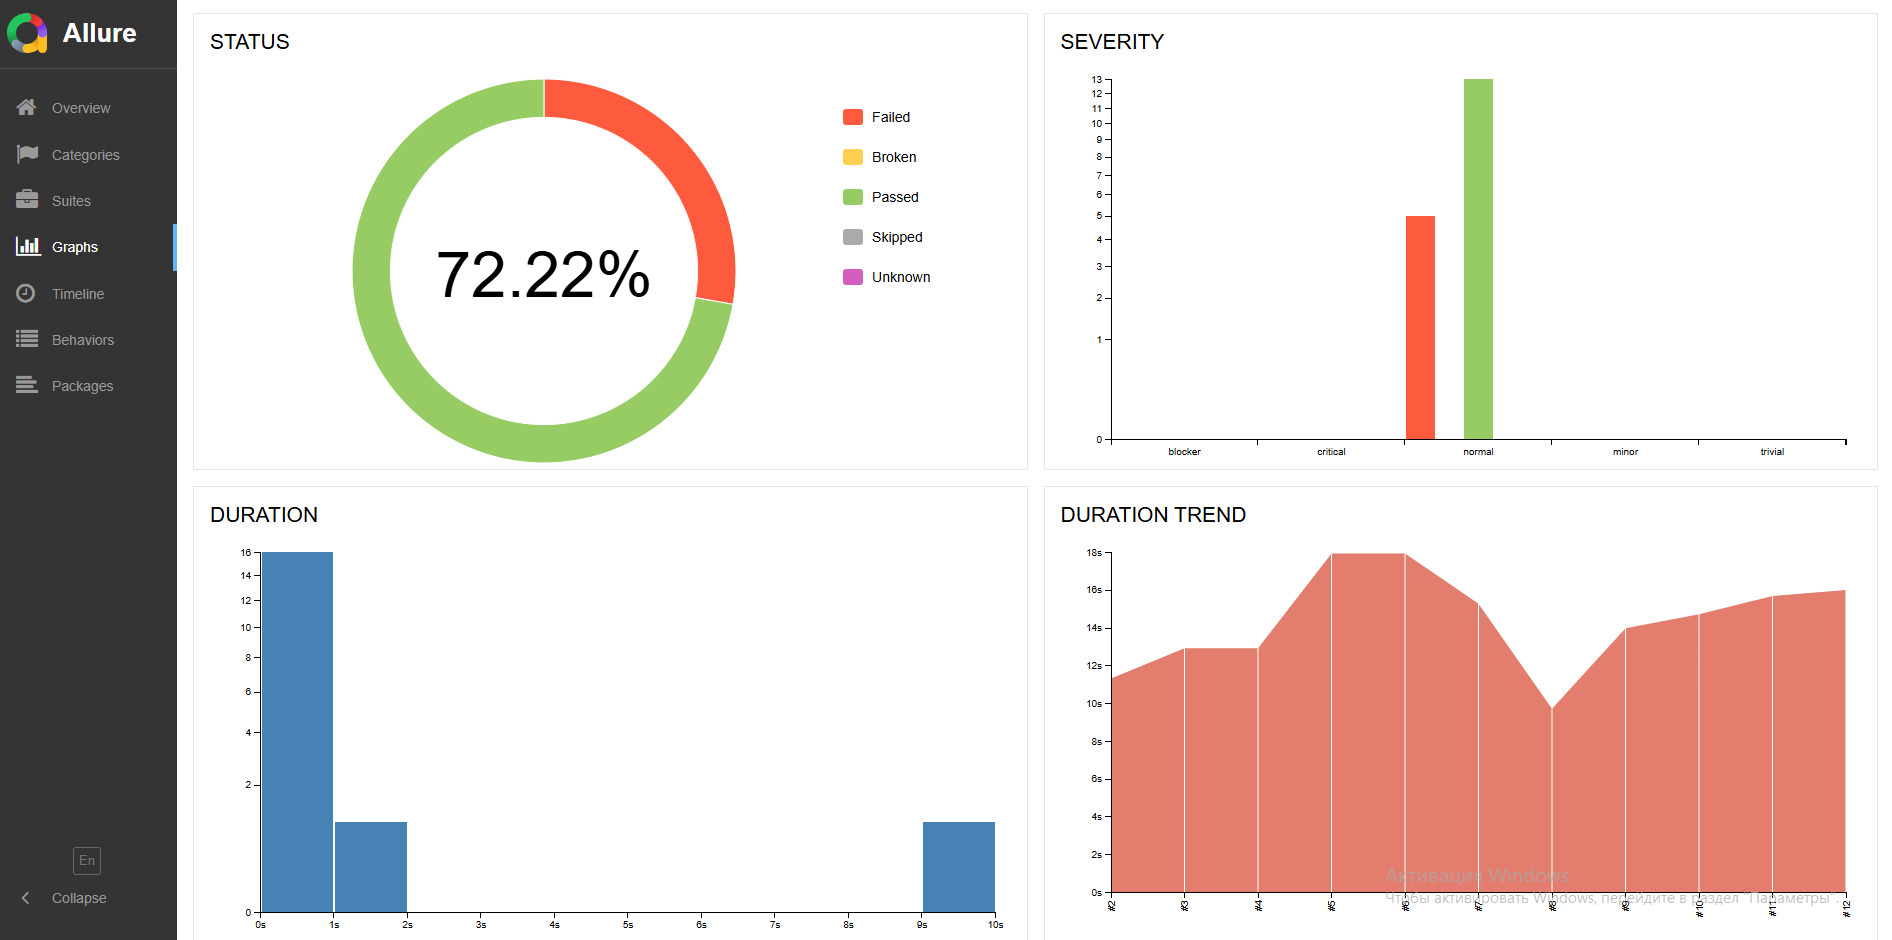 Allure
Overview
Categories
Suites
Graphs
Timeline
Behaviors
Packages
En
Collapse
STATUS
72.22%
Failed
Broken
Passed
Skipped
Unknown
SEVERITY
13
12
11
10
9
8
7
6
5
4
3
2
1
0
blocker
critical
normal
minor
trivial
DURATION
16
14
12
10
8
6
4
2
0
0s 1s 2s 3s 4s 5s 6s 7s 8s 9s 10s
DURATION TREND
18s
16s
14s
12s
10s
8s
6s
4s
2s
0s
#2 #3 #4 #5 #6 #7 #8 #9 #10 #11 #12
Активация Windows
Чтобы активировать Windows, перейдите в раздел "Параметры".